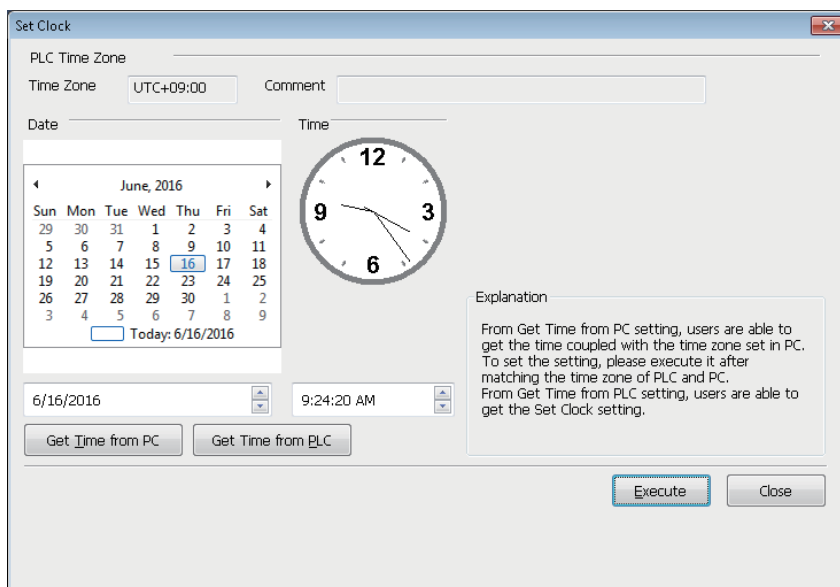 Set Clock
PLC Time Zone
Time Zone UTC+09:00 Comment
Date Time
June, 2016
Sun Mon Tue Wed Thu Fri Sat
29 30 31 1 2 3 4
5 6 7 8 9 10 11
12 13 14 15 16 17 18
19 20 21 22 23 24 25
26 27 28 29 30 1 2
3 4 5 6 7 8 9
Today: 6/16/2016
12
9 3
6
6/16/2016 9:24:20 AM
Get Time from PC Get Time from PLC
Explanation
From Get Time from PC setting, users are able to
get the time coupled with the time zone set in PC.
To set the setting, please execute it after
matching the time zone of PLC and PC.
From Get Time from PLC setting, users are able to
get the Set Clock setting.
Execute Close